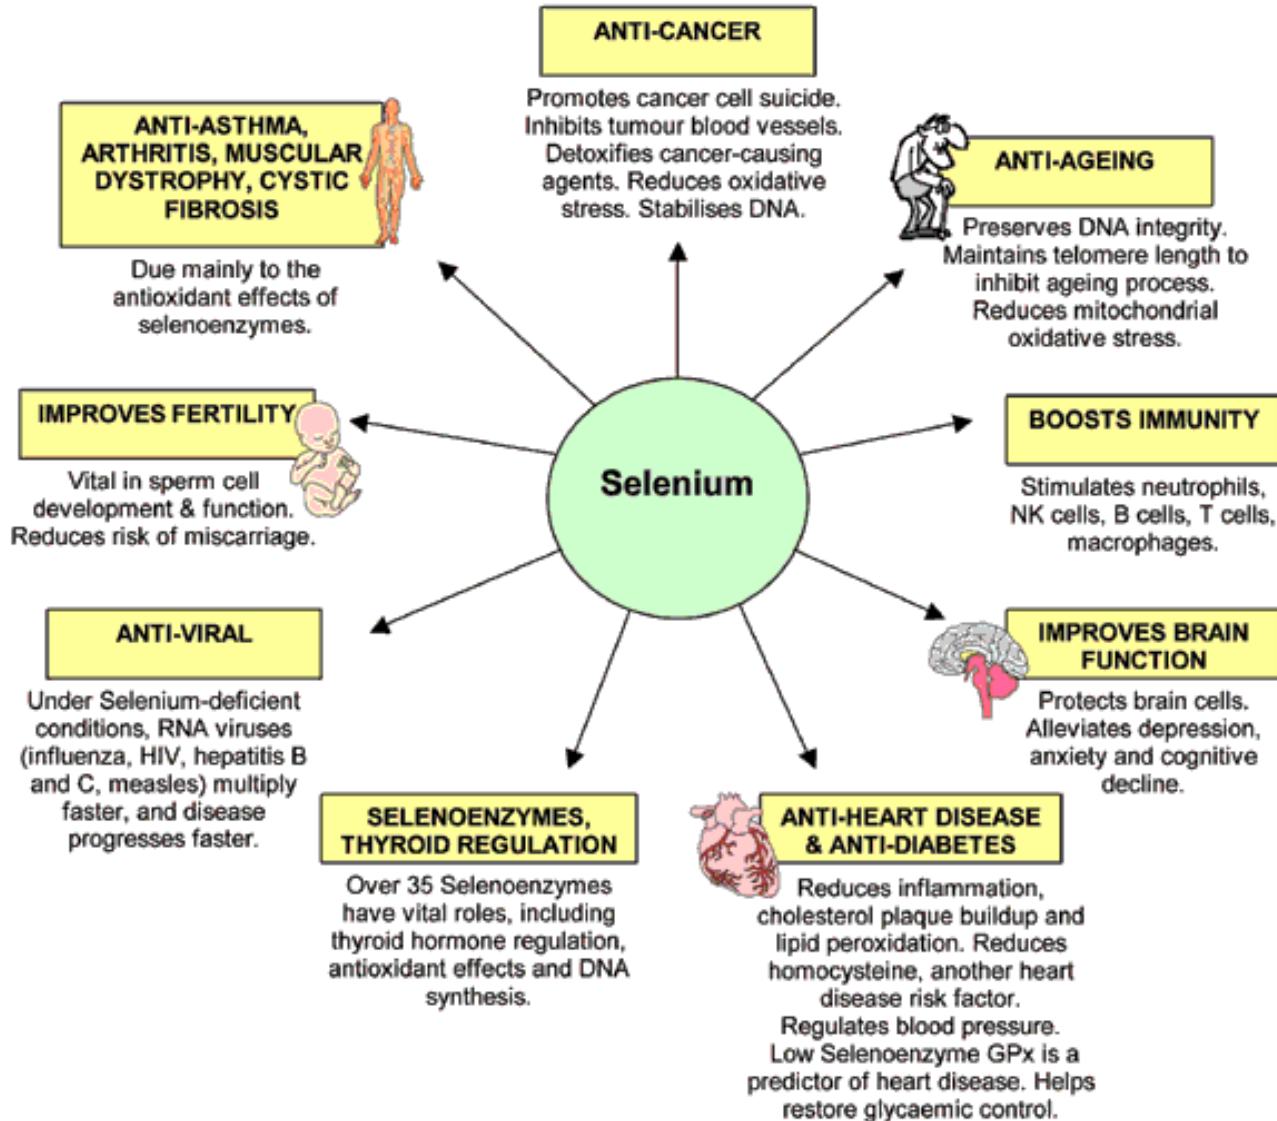 ANTI-CANCER
Promotes cancer cell suicide.
Inhibits tumour blood vessels.
Detoxifies cancer-causing
agents. Reduces oxidative
stress. Stabilises DNA.
ANTI-ASTHMA,
ARTHRITIS, MUSCULAR
DYSTROPHY, CYSTIC
FIBROSIS
Due mainly to the
antioxidant effects of
selenoenzymes.
ANTI-AGEING
Preserves DNA integrity.
Maintains telomere length to
inhibit ageing process.
Reduces mitochondrial
oxidative stress.
IMPROVES FERTILITY
Vital in sperm cell
development & function.
Reduces risk of miscarriage.
Selenium
BOOSTS IMMUNITY
Stimulates neutrophils,
NK cells, B cells, T cells,
macrophages.
ANTI-VIRAL
Under Selenium-deficient
conditions, RNA viruses
(influenza, HIV, hepatitis B
and C, measles) multiply
faster, and disease
progresses faster.
IMPROVES BRAIN
FUNCTION
Protects brain cells.
Alleviates depression,
anxiety and cognitive
decline.
SELENOENZYMES,
THYROID REGULATION
Over 35 Selenoenzymes
have vital roles, including
thyroid hormone regulation,
antioxidant effects and DNA
synthesis.
ANTI-HEART DISEASE
& ANTI-DIABETES
Reduces inflammation,
cholesterol plaque buildup and
lipid peroxidation. Reduces
homocysteine, another heart
disease risk factor.
Regulates blood pressure.
Low Selenoenzyme GPx is a
predictor of heart disease. Helps
restore glycaemic control.